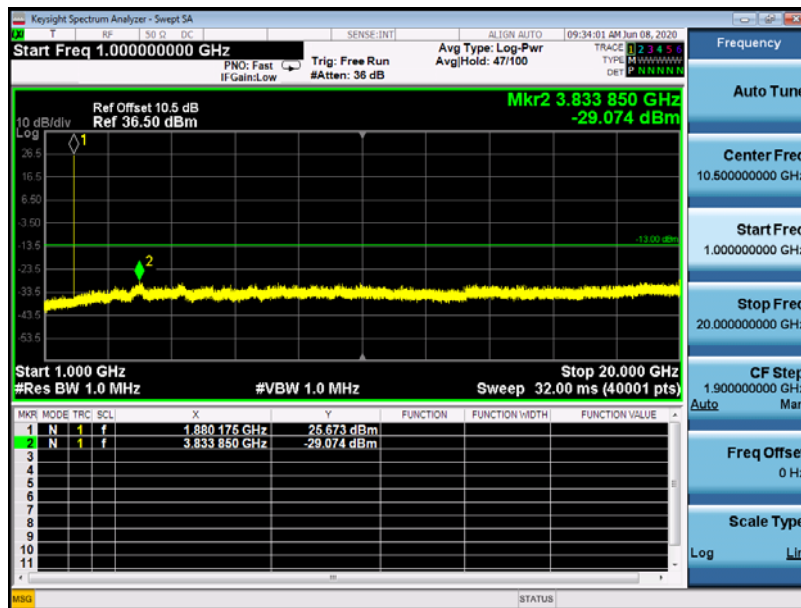 Keysight Spectrum Analyzer - Swept SA
T RF 50 Ω DC SENSE:INT ALIGN AUTO 09:34:01 AM Jun 08, 2020
Start Freq 1.000000000 GHz
PNO: Fast
IFGain:Low
Trig: Free Run
#Atten: 36 dB
Avg Type: Log-Pwr
Avg|Hold: 47/100
TRACE 1 2 3 4 5 6
TYPE M
DET P N N N N N
Ref Offset 10.5 dB
10 dB/div Ref 36.50 dBm
Log
Mkr2 3.833 850 GHz
-29.074 dBm
1
26.5
16.5
6.50
-3.50
-13.5
-13.00 dBm
-23.5
2
-33.5
-43.5
-53.5
Start 1.000 GHz Stop 20.000 GHz
#Res BW 1.0 MHz #VBW 1.0 MHz Sweep 32.00 ms (40001 pts)
MKR MODE TRC SCL X Y FUNCTION FUNCTION WIDTH FUNCTION VALUE
1 N 1 f 1.880 175 GHz 25.673 dBm
2 N 1 f 3.833 850 GHz -29.074 dBm
3
4
5
6
7
8
9
10
11
MSG STATUS
Frequency
Auto Tune
Center Freq
10.500000000 GHz
Start Freq
1.000000000 GHz
Stop Freq
20.000000000 GHz
CF Step
1.900000000 GHz
Auto Man
Freq Offset
0 Hz
Scale Type
Log Lin